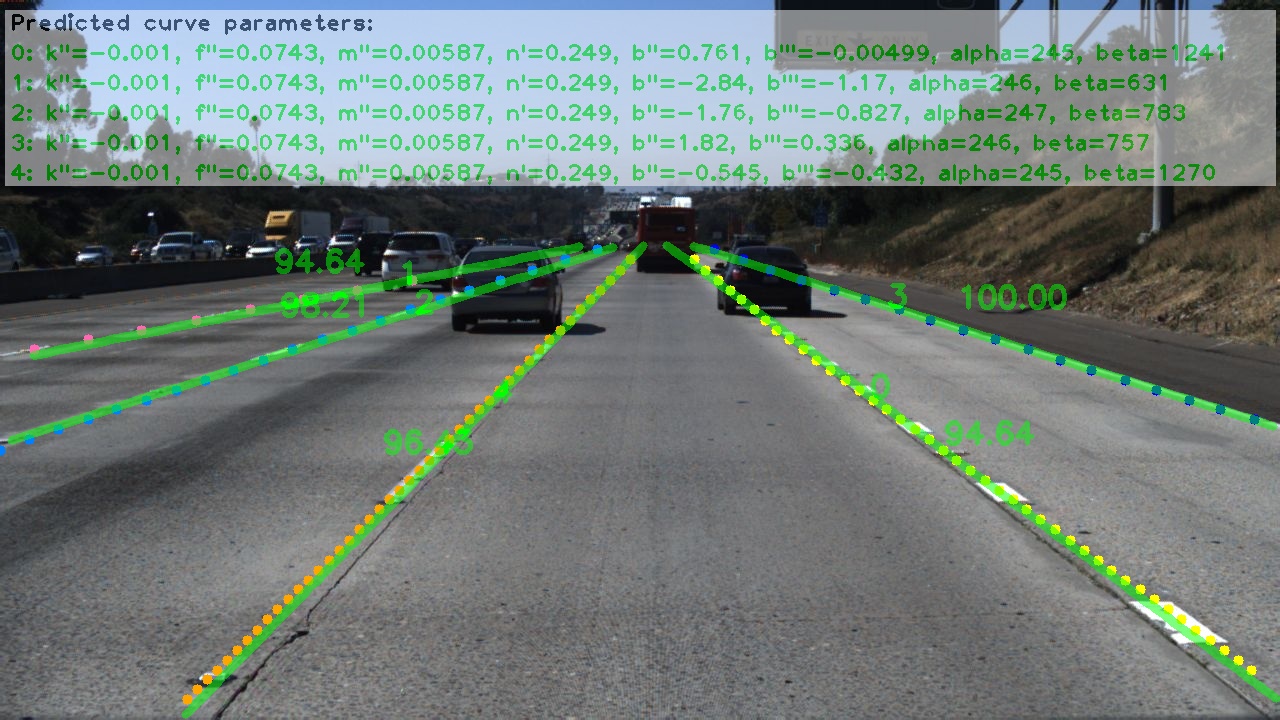 Predicted curve parameters:
0: k''=-0.001, f''=0.0743, m''=0.00587, n'=0.249, b''=0.761, b'''=-0.00499, alpha=245, beta=1241
1: k''=-0.001, f''=0.0743, m''=0.00587, n'=0.249, b''=-2.84, b'''=-1.17, alpha=246, beta=631
2: k''=-0.001, f''=0.0743, m''=0.00587, n'=0.249, b''=-1.76, b'''=-0.827, alpha=247, beta=783
3: k''=-0.001, f''=0.0743, m''=0.00587, n'=0.249, b''=1.82, b'''=0.336, alpha=246, beta=757
4: k''=-0.001, f''=0.0743, m''=0.00587, n'=0.249, b''=-0.545, b'''=-0.432, alpha=245, beta=1270
EXIT ONLY
94.64 1
98.21 2
3 100.00
0
94.64